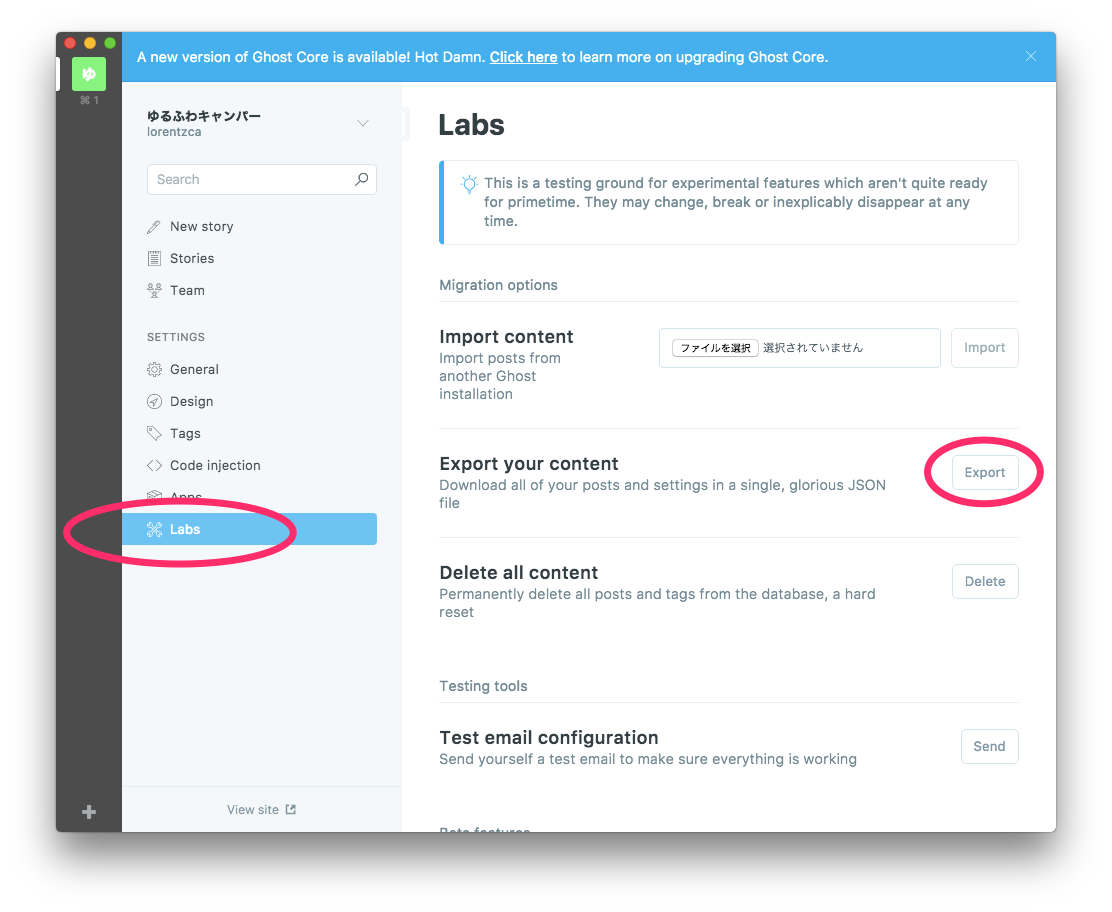 A new version of Ghost Core is available! Hot Damn. Click here to learn more on upgrading Ghost Core.
ゆ
⌘ 1
ゆるふわキャンパー
lorentzca
Search
New story
Stories
Team
SETTINGS
General
Design
Tags
Code injection
Apps
Labs
View site
Labs
This is a testing ground for experimental features which aren't quite ready
for primetime. They may change, break or inexplicably disappear at any
time.
Migration options
Import content
Import posts from
another Ghost
installation
ファイルを選択 選択されていません
Import
Export your content
Download all of your posts and settings in a single, glorious JSON
file
Export
Delete all content
Permanently delete all posts and tags from the database, a hard
reset
Delete
Testing tools
Test email configuration
Send yourself a test email to make sure everything is working
Send
Beta features